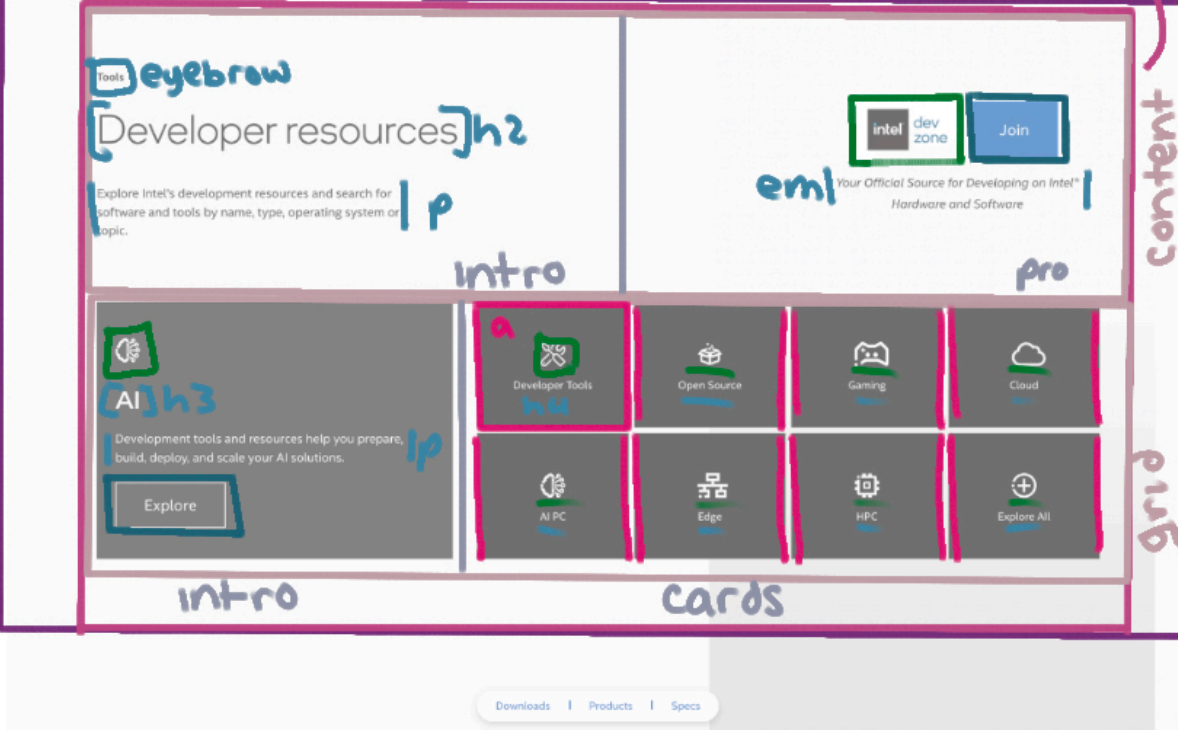 Tools
eyebrow
[Developer resources] h2
Explore Intel's development resources and search for
software and tools by name, type, operating system or
topic.
p
intro
intel dev
zone
Join
em
Your Official Source for Developing on Intel®
Hardware and Software
pro
content
[AI] h3
Development tools and resources help you prepare,
build, deploy, and scale your AI solutions.
p
Explore
intro
a
Developer Tools
h4
Open Source
Gaming
Cloud
AI PC
Edge
HPC
Explore All
cards
grid
Downloads | Products | Specs